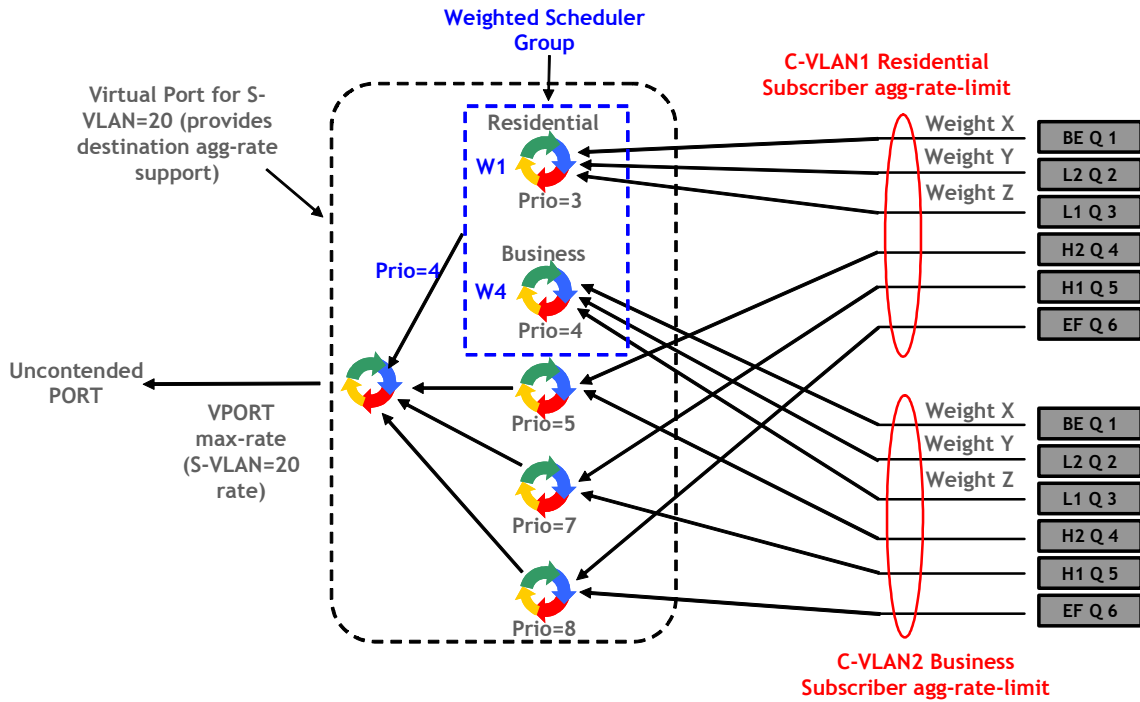 Weighted Scheduler
Group
C-VLAN1 Residential
Subscriber agg-rate-limit
Virtual Port for S-
VLAN=20 (provides
destination agg-rate
support)
Residential
W1
Prio=3
Business
W4
Prio=4
Prio=4
Prio=5
Prio=7
Prio=8
Uncontended
PORT
VPORT
max-rate
(S-VLAN=20
rate)
Weight X
Weight Y
Weight Z
BE Q 1
L2 Q 2
L1 Q 3
H2 Q 4
H1 Q 5
EF Q 6
Weight X
Weight Y
Weight Z
BE Q 1
L2 Q 2
L1 Q 3
H2 Q 4
H1 Q 5
EF Q 6
C-VLAN2 Business
Subscriber agg-rate-limit